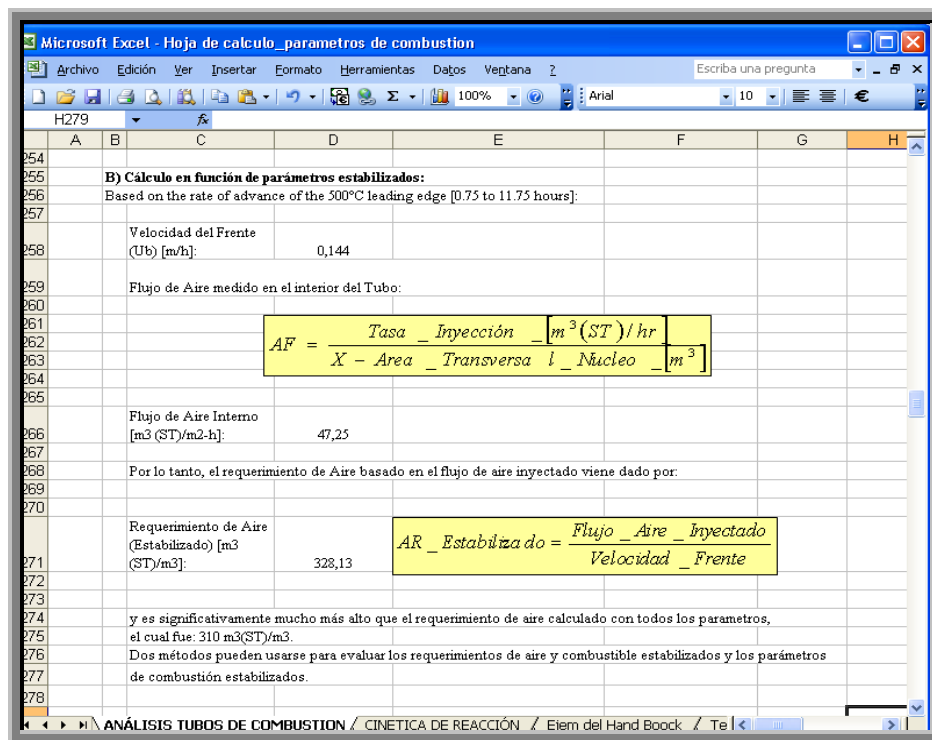 Microsoft Excel - Hoja de calculo_parametros de combustion
Archivo Edición Ver Insertar Formato Herramientas Datos Ventana ? Escriba una pregunta
Σ 100% Arial 10 €
H279 fx
A B C D E F G H
254
255 B) Cálculo en función de parámetros estabilizados:
256 Based on the rate of advance of the 500°C leading edge [0.75 to 11.75 hours]:
257
Velocidad del Frente
258 (Ub) [m/h]: 0,144
259 Flujo de Aire medido en el interior del Tubo:
260
261
262
263
AF = Tasa _ Inyección _ [m³(ST)/hr]
X - Area _ Transversa l _ Nucleo _ [m³]
264
265
Flujo de Aire Interno
266 [m3 (ST)/m2-h]: 47,25
267
268 Por lo tanto, el requerimiento de Aire basado en el flujo de aire inyectado viene dado por:
269
270
Requerimiento de Aire
(Estabilizado) [m3
271 (ST)/m3]: 328,13
AR _ Estabiliza do = Flujo _ Aire _ Inyectado
Velocidad _ Frente
272
273
274 y es significativamente mucho más alto que el requerimiento de aire calculado con todos los parametros,
275 el cual fue: 310 m3(ST)/m3.
276 Dos métodos pueden usarse para evaluar los requerimientos de aire y combustible estabilizados y los parámetros
277 de combustión estabilizados.
278
ANÁLISIS TUBOS DE COMBUSTION / CINETICA DE REACCIÓN / Ejem del Hand Boock / Te